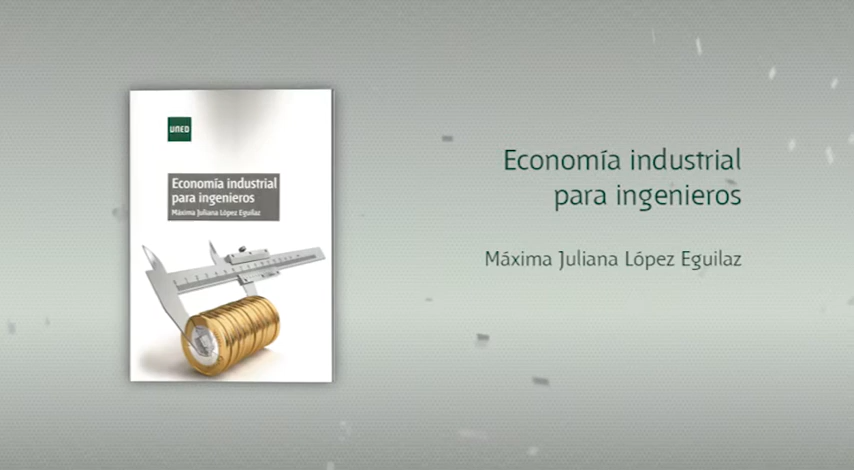 UNED
Economía industrial
para ingenieros
Máxima Juliana López Eguilaz
Economía industrial
para ingenieros
Máxima Juliana López Eguilaz